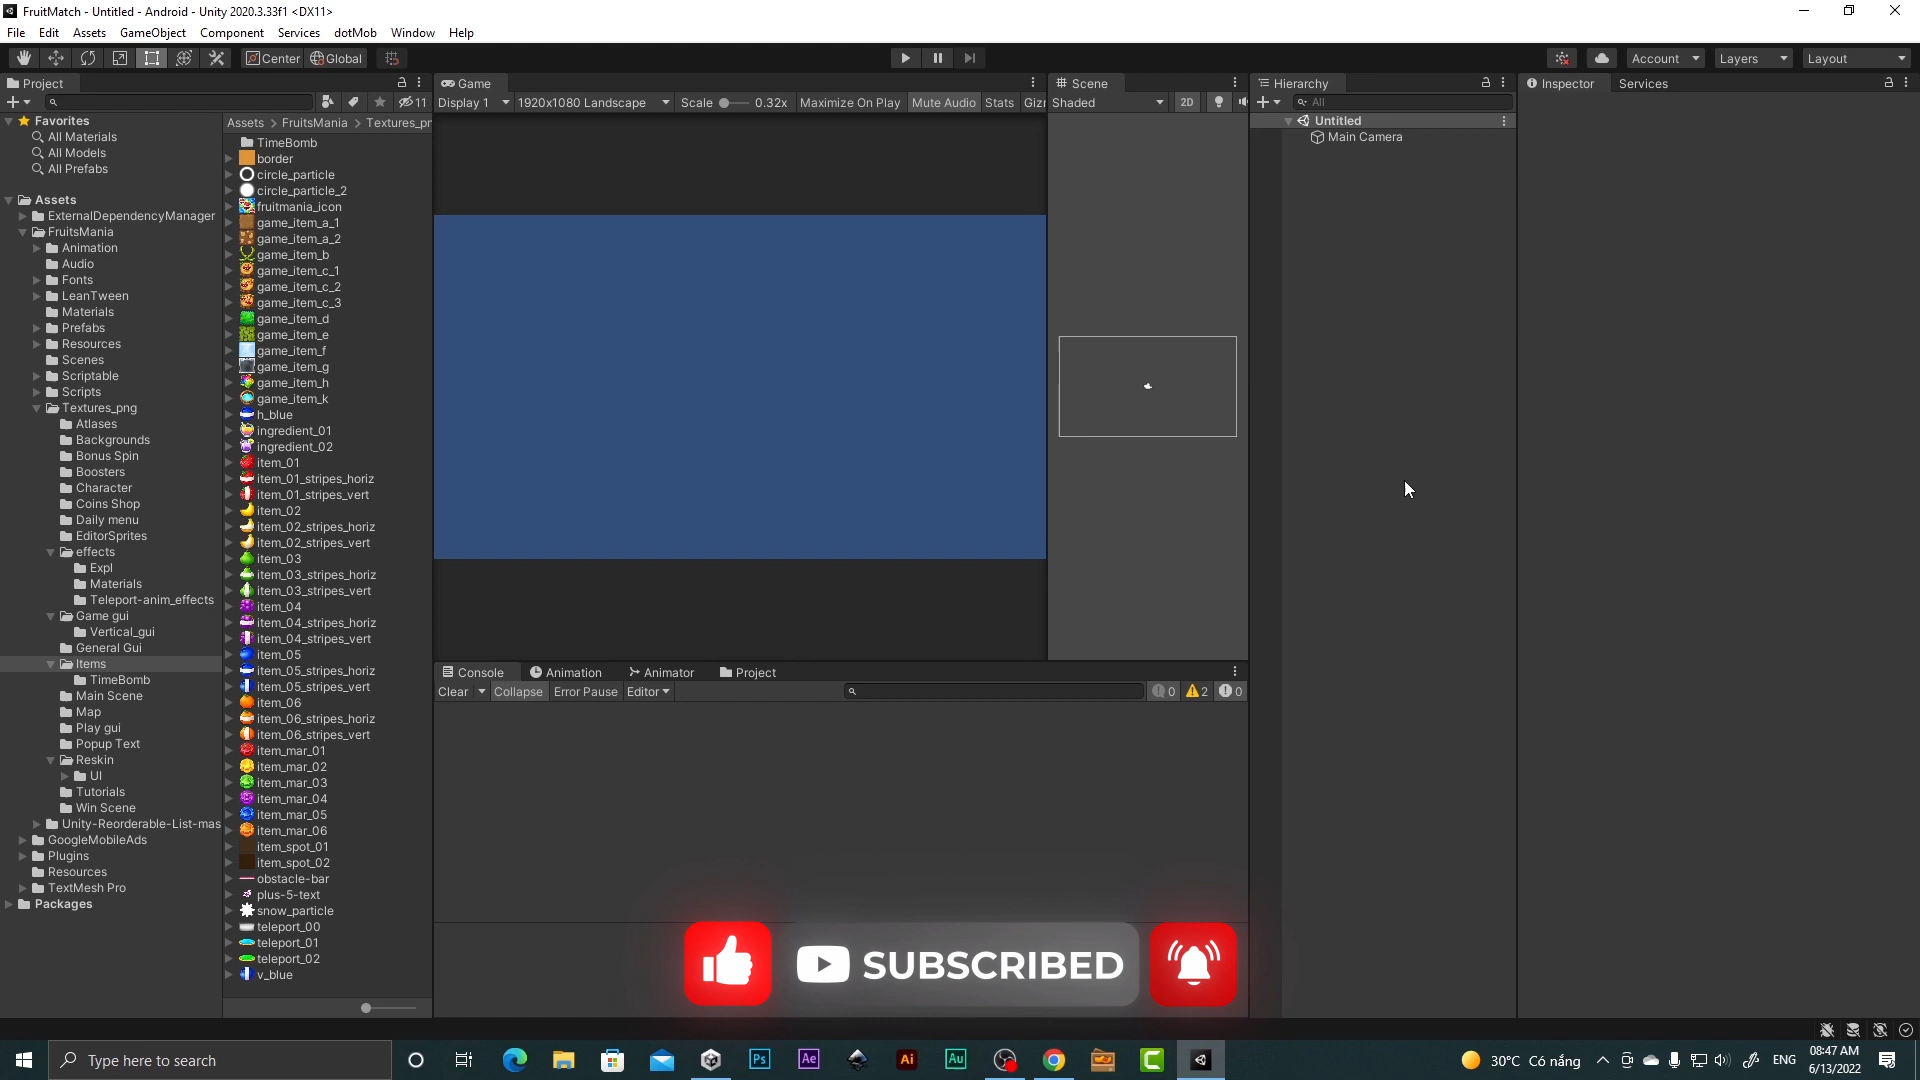 FruitMatch - Untitled - Android - Unity 2020.3.33f1 <DX11>
File Edit Assets GameObject Component Services dotMob Window Help
Center Global Account Layers Layout
Project
11
Favorites
All Materials
All Models
All Prefabs
Assets
ExternalDependencyManager
FruitsMania
Animation
Audio
Fonts
LeanTween
Materials
Prefabs
Resources
Scenes
Scriptable
Scripts
Textures_png
Atlases
Backgrounds
Bonus Spin
Boosters
Character
Coins Shop
Daily menu
EditorSprites
effects
Expl
Materials
Teleport-anim_effects
Game gui
Vertical_gui
General Gui
Items
TimeBomb
Main Scene
Map
Play gui
Popup Text
Reskin
UI
Tutorials
Win Scene
Unity-Reorderable-List-mas
GoogleMobileAds
Plugins
Resources
TextMesh Pro
Packages
Assets > FruitsMania > Textures_pr
TimeBomb
border
circle_particle
circle_particle_2
fruitmania_icon
game_item_a_1
game_item_a_2
game_item_b
game_item_c_1
game_item_c_2
game_item_c_3
game_item_d
game_item_e
game_item_f
game_item_g
game_item_h
game_item_k
h_blue
ingredient_01
ingredient_02
item_01
item_01_stripes_horiz
item_01_stripes_vert
item_02
item_02_stripes_horiz
item_02_stripes_vert
item_03
item_03_stripes_horiz
item_03_stripes_vert
item_04
item_04_stripes_horiz
item_04_stripes_vert
item_05
item_05_stripes_horiz
item_05_stripes_vert
item_06
item_06_stripes_horiz
item_06_stripes_vert
item_mar_01
item_mar_02
item_mar_03
item_mar_04
item_mar_05
item_mar_06
item_spot_01
item_spot_02
obstacle-bar
plus-5-text
snow_particle
teleport_00
teleport_01
teleport_02
v_blue
Game
Display 1 1920x1080 Landscape Scale 0.32x Maximize On Play Mute Audio Stats Giz
Scene
Shaded 2D
Hierarchy
All
Untitled
Main Camera
Inspector Services
Console Animation Animator Project
Clear Collapse Error Pause Editor 0 2 0
SUBSCRIBED
Type here to search
Ps Ae Ai Au
30°C Có nắng
ENG
08:47 AM
6/13/2022